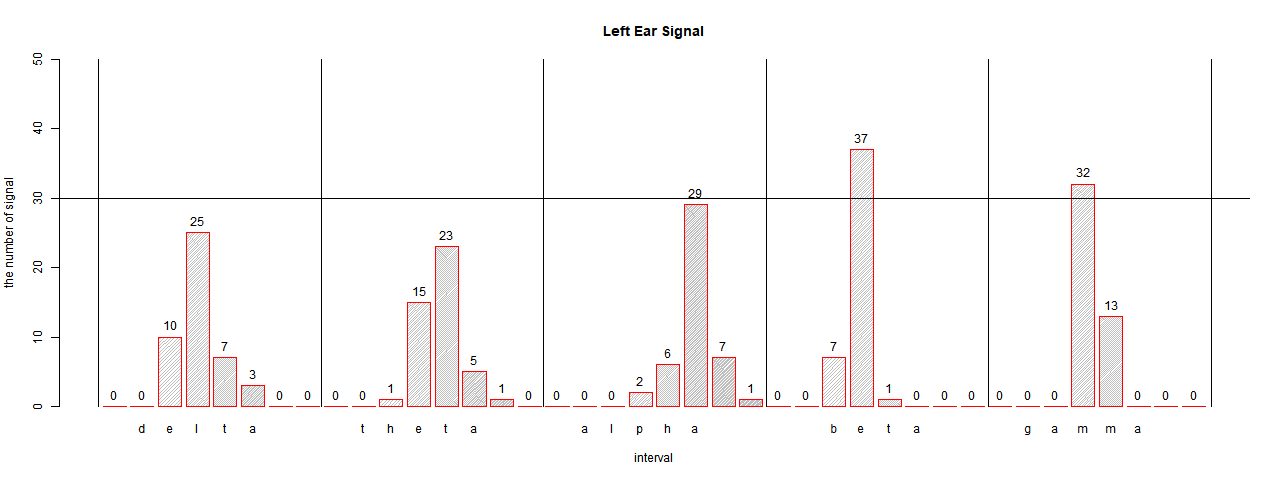 Left Ear Signal
the number of signal
50
40
30
20
10
0
0 0 10 25 7 3 0 0 0 0 1 15 23 5 1 0 0 0 0 2 6 29 7 1 0 0 7 37 1 0 0 0 0 0 0 32 13 0 0 0
d e l t a t h e t a a l p h a b e t a g a m m a
interval